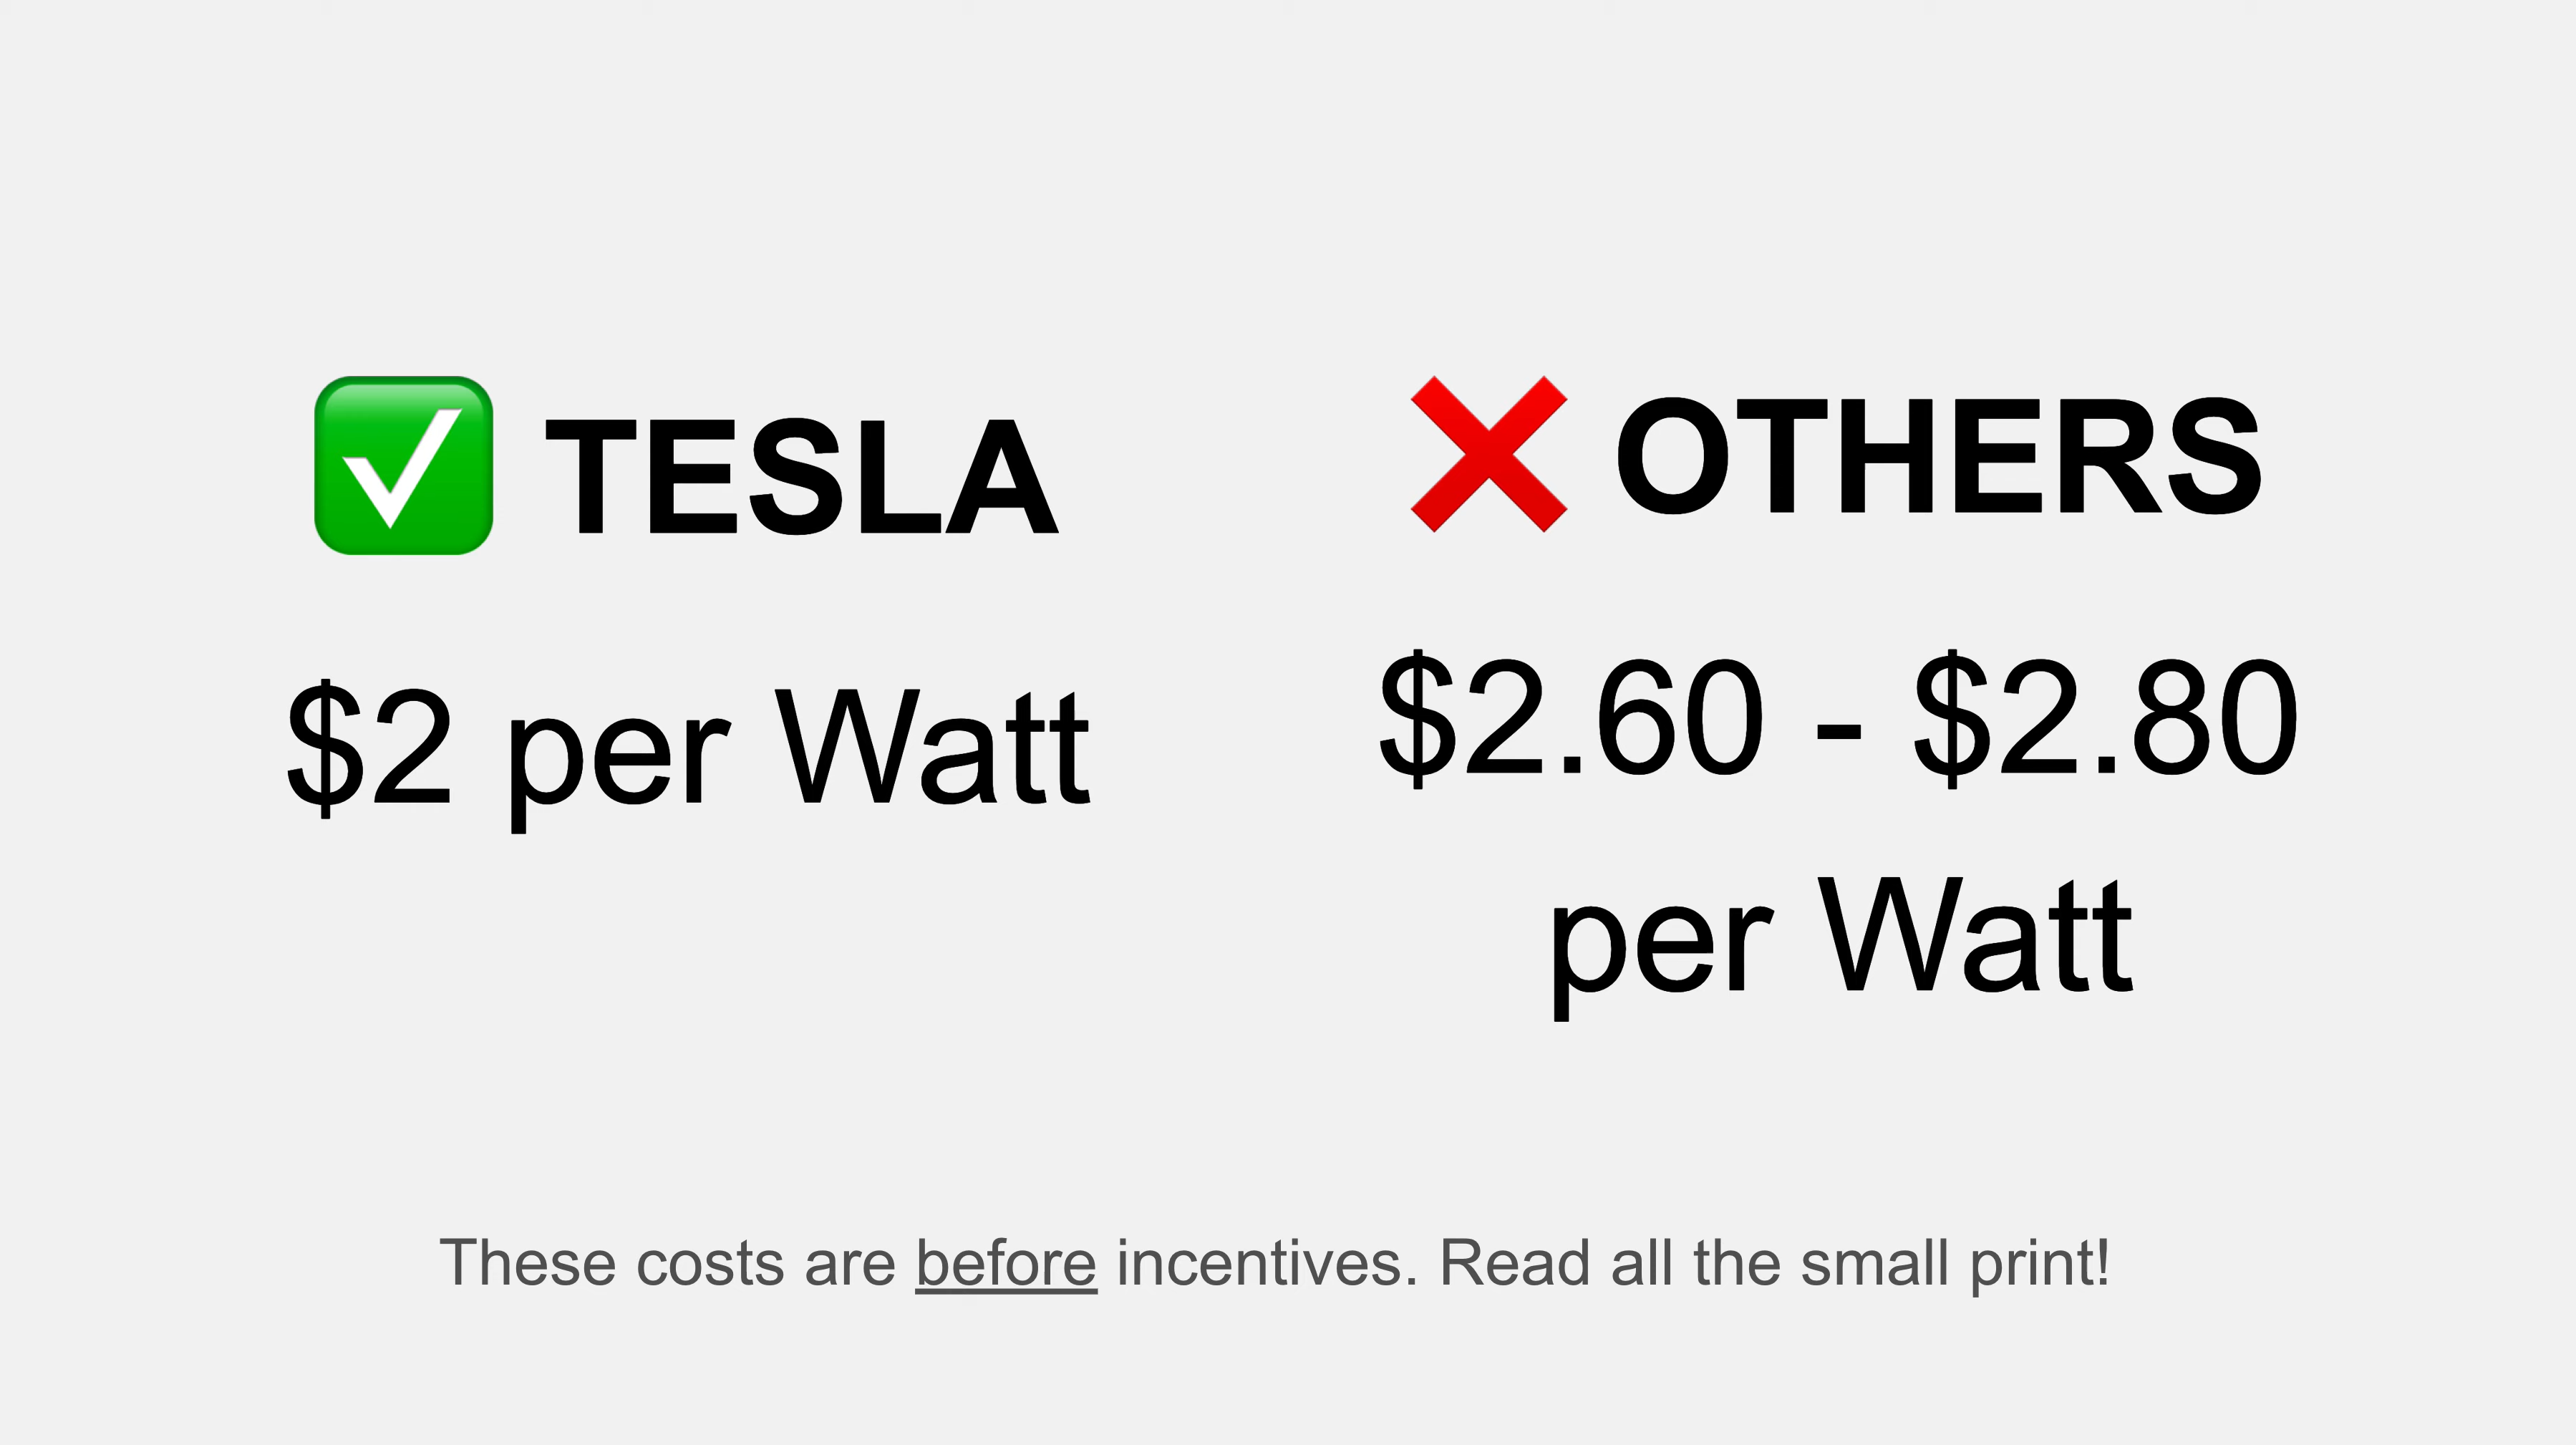 ✅ TESLA
$2 per Watt
❌ OTHERS
$2.60 - $2.80
per Watt
These costs are before incentives. Read all the small print!